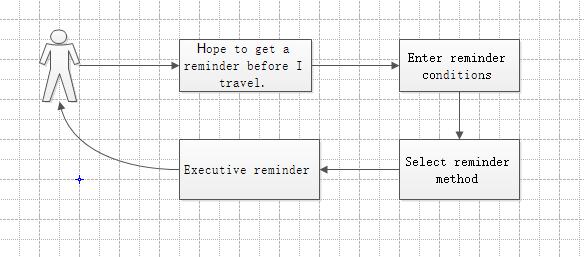 Hope to get a
reminder before I
travel.
Enter reminder
conditions
Select reminder
method
Executive reminder